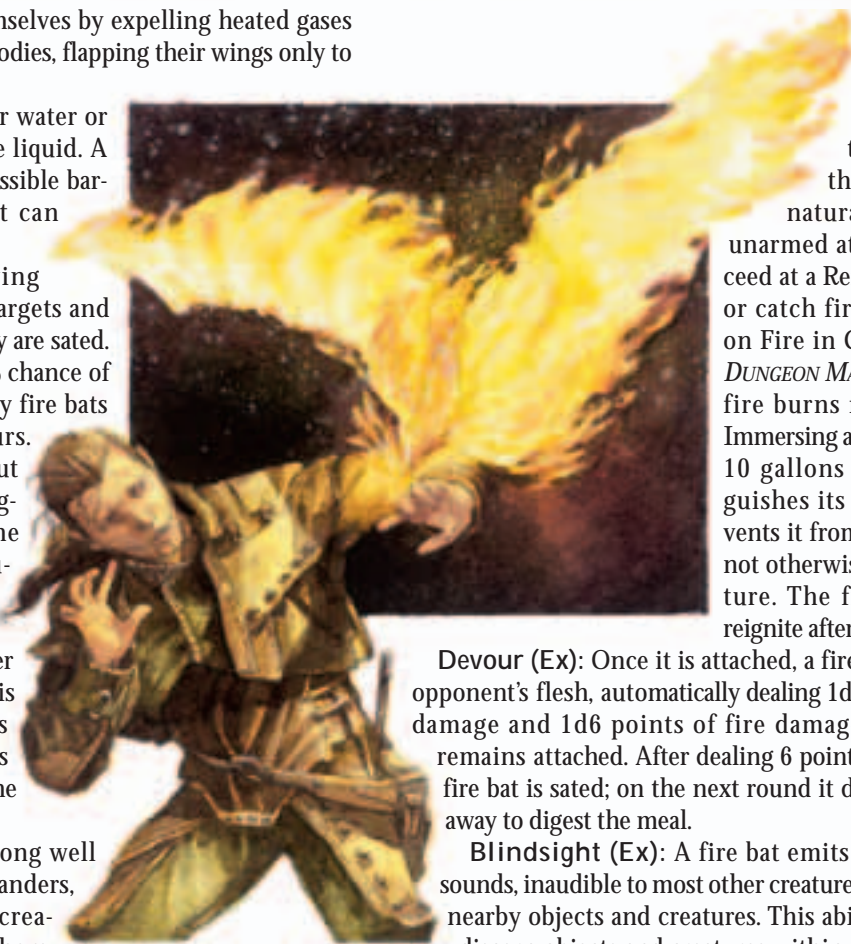 nselves by expelling heated gases
odies, flapping their wings only to
r water or
e liquid. A
ssible bar-
t can
ing
argets and
y are sated.
chance of
y fire bats
urs.
ut
g-
ne
-
er
is
s
s
ne
ong well
anders,
crea-
t
th
natura
unarmed at
ceed at a Re
or catch fir
on Fire in C
DUNGEON MA
fire burns
Immersing a
10 gallons
guishes its
vents it from
not otherwis
ture. The f
reignite after
Devour (Ex): Once it is attached, a fire
opponent's flesh, automatically dealing 1d
damage and 1d6 points of fire damag
remains attached. After dealing 6 point
fire bat is sated; on the next round it d
away to digest the meal.
Blindsight (Ex): A fire bat emits
sounds, inaudible to most other creature
nearby objects and creatures. This abi